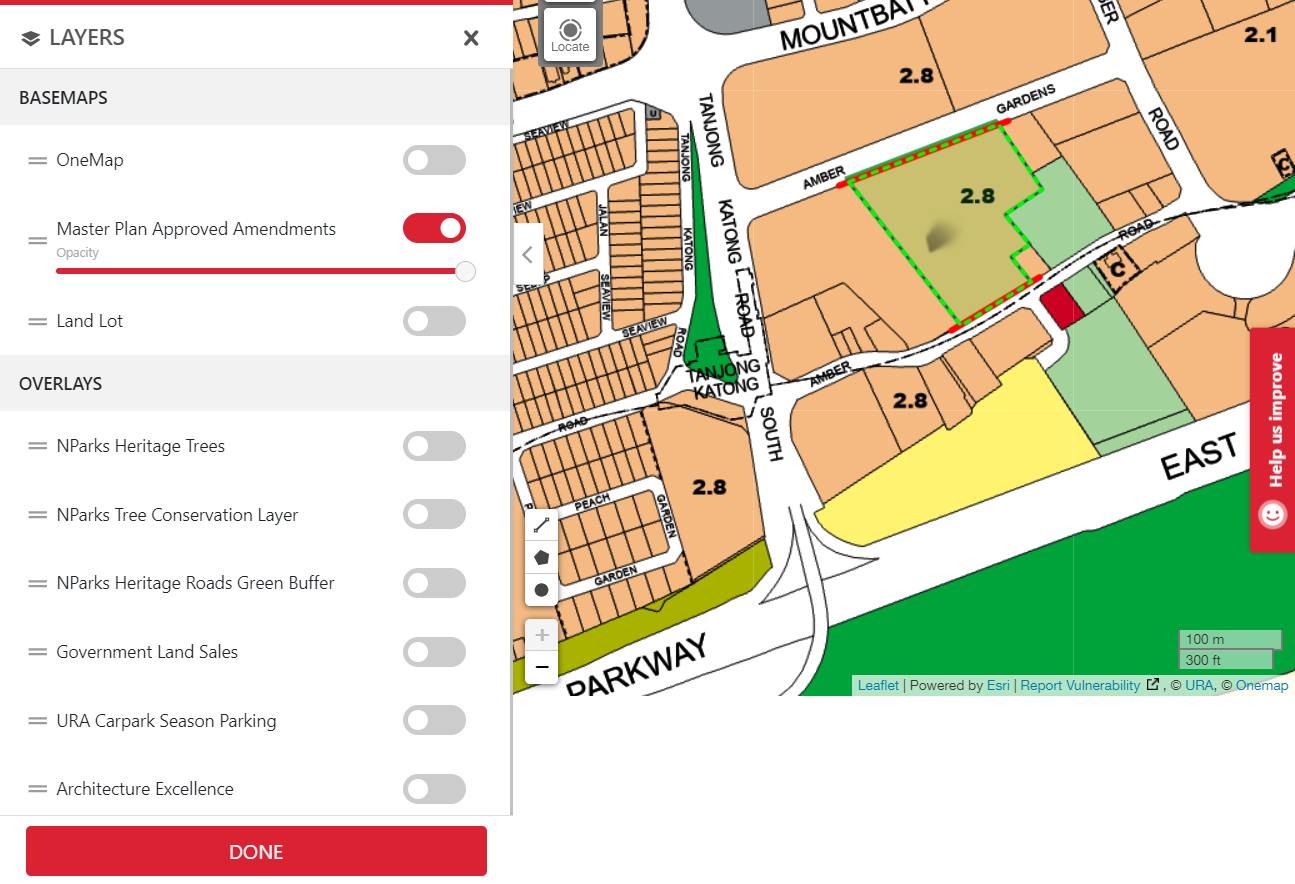 LAYERS
BASEMAPS
OneMap
Master Plan Approved Amendments
Opacity
Land Lot
OVERLAYS
NParks Heritage Trees
NParks Tree Conservation Layer
NParks Heritage Roads Green Buffer
Government Land Sales
URA Carpark Season Parking
Architecture Excellence
DONE
Locate
MOUNTBATT
2.1
2.8
GARDENS
AMBER
ROAD
TANJONG
KATONG
ROAD
SEAVIEW
U
TANJONG
KATONG
JALAN
SEAVIEW
SEAVIEW
ROAD
2.8
ROAD
C
C
TANJONG
KATONG
AMBER
2.8
SOUTH
ROAD
2.8
PEACH
GARDEN
GARDEN
EAST
PARKWAY
Help us improve
+
−
100 m
300 ft
Leaflet | Powered by Esri | Report Vulnerability , © URA, © Onemap